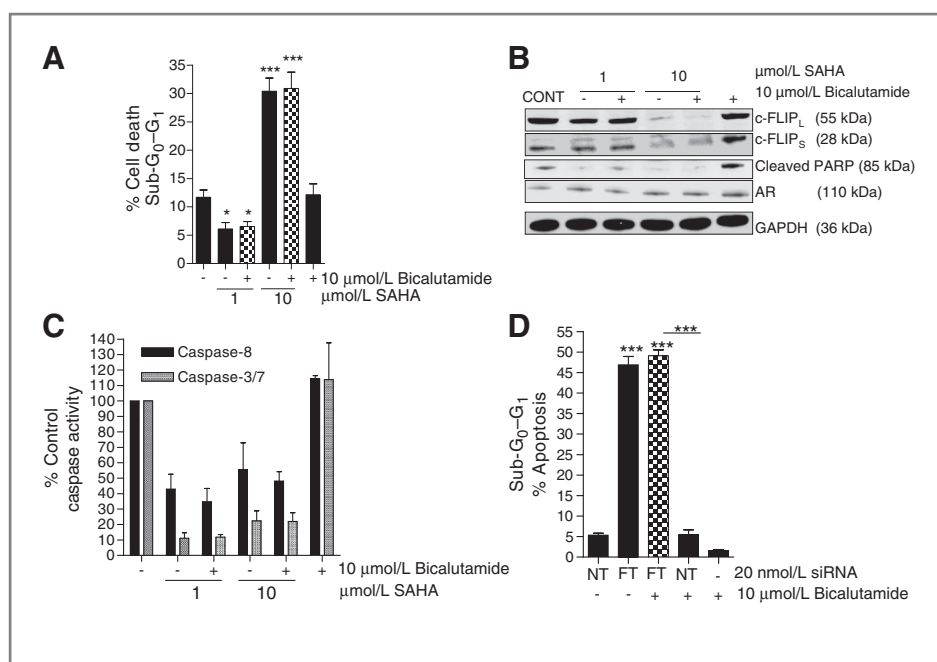 A
% Cell death
Sub-G0–G1
35
30
25
20
15
10
5
0
*
*
***
***
- - + - + +
10 μmol/L Bicalutamide
1 10
μmol/L SAHA
B
1 10
μmol/L SAHA
CONT - + - + +
10 μmol/L Bicalutamide
c-FLIPL (55 kDa)
c-FLIPS (28 kDa)
Cleaved PARP (85 kDa)
AR (110 kDa)
GAPDH (36 kDa)
C
% Control
caspase activity
140
130
120
110
100
90
80
70
60
50
40
30
20
10
0
Caspase-8
Caspase-3/7
- - + - + +
10 μmol/L Bicalutamide
1 10
μmol/L SAHA
D
Sub-G0–G1
% Apoptosis
55
50
45
40
35
30
25
20
15
10
5
0
***
***
***
NT FT FT NT -
20 nmol/L siRNA
- - + + +
10 μmol/L Bicalutamide